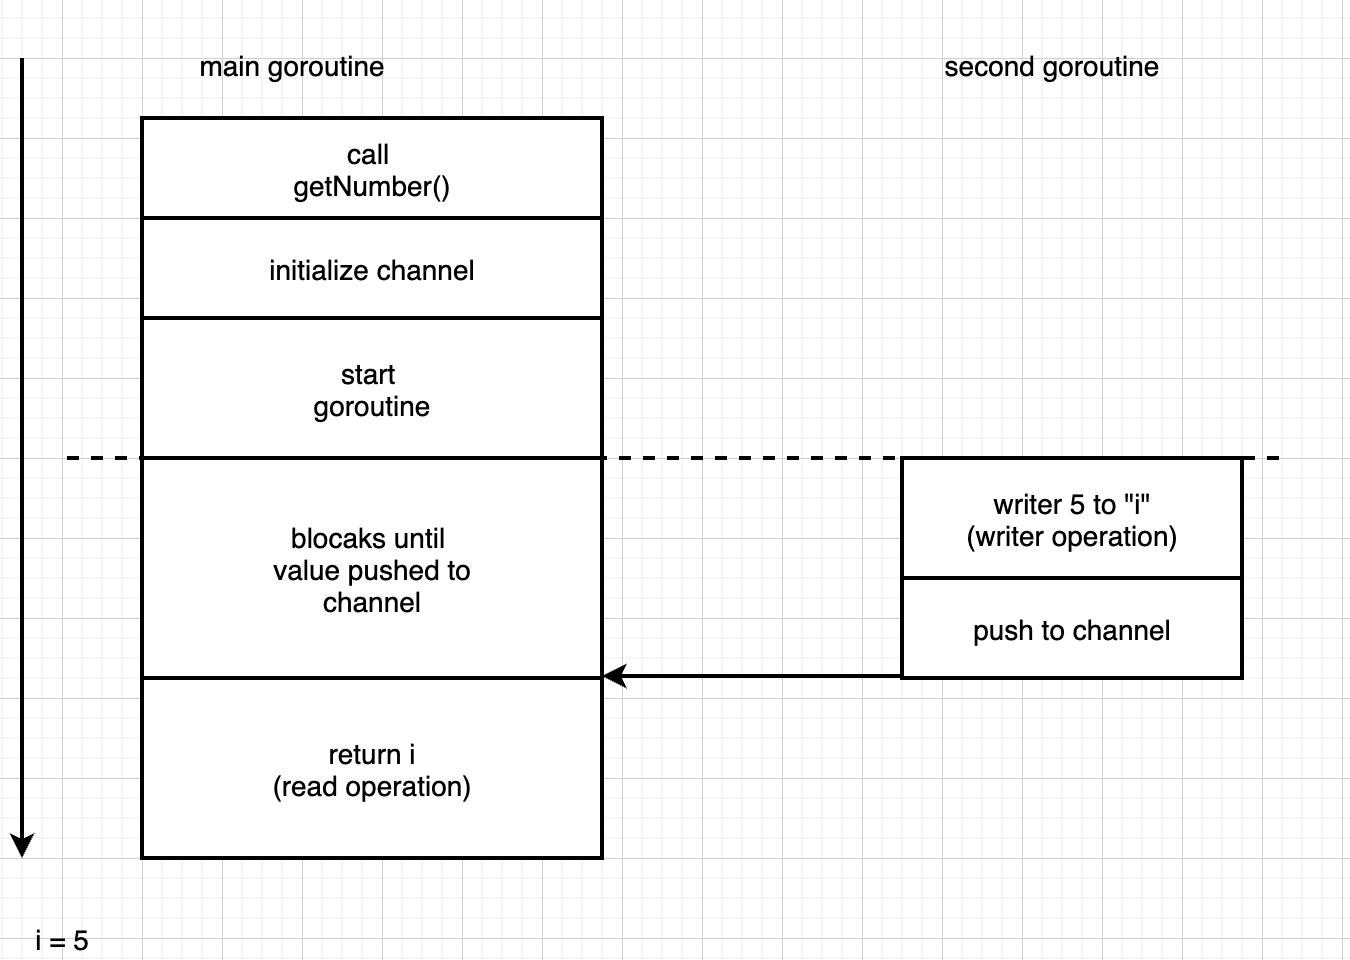 main goroutine
second goroutine
call
getNumber()
initialize channel
start
goroutine
writer 5 to "i"
(writer operation)
blocaks until
value pushed to
channel
push to channel
return i
(read operation)
i = 5